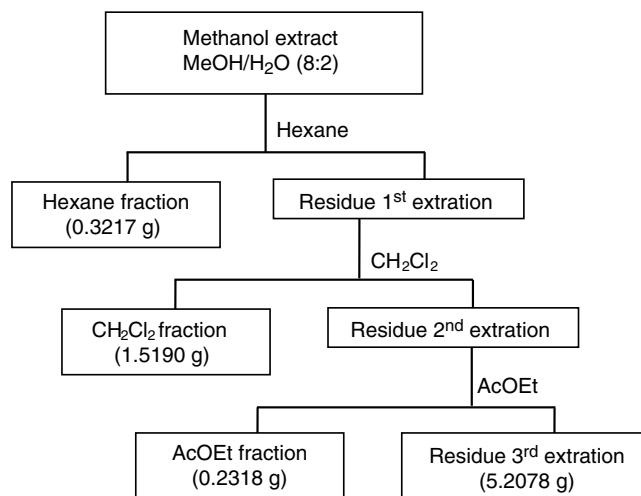 Methanol extract
MeOH/H₂O (8:2)
Hexane
Hexane fraction
(0.3217 g)
Residue 1ˢᵗ extration
CH₂Cl₂
CH₂Cl₂ fraction
(1.5190 g)
Residue 2ⁿᵈ extration
AcOEt
AcOEt fraction
(0.2318 g)
Residue 3ʳᵈ extration
(5.2078 g)